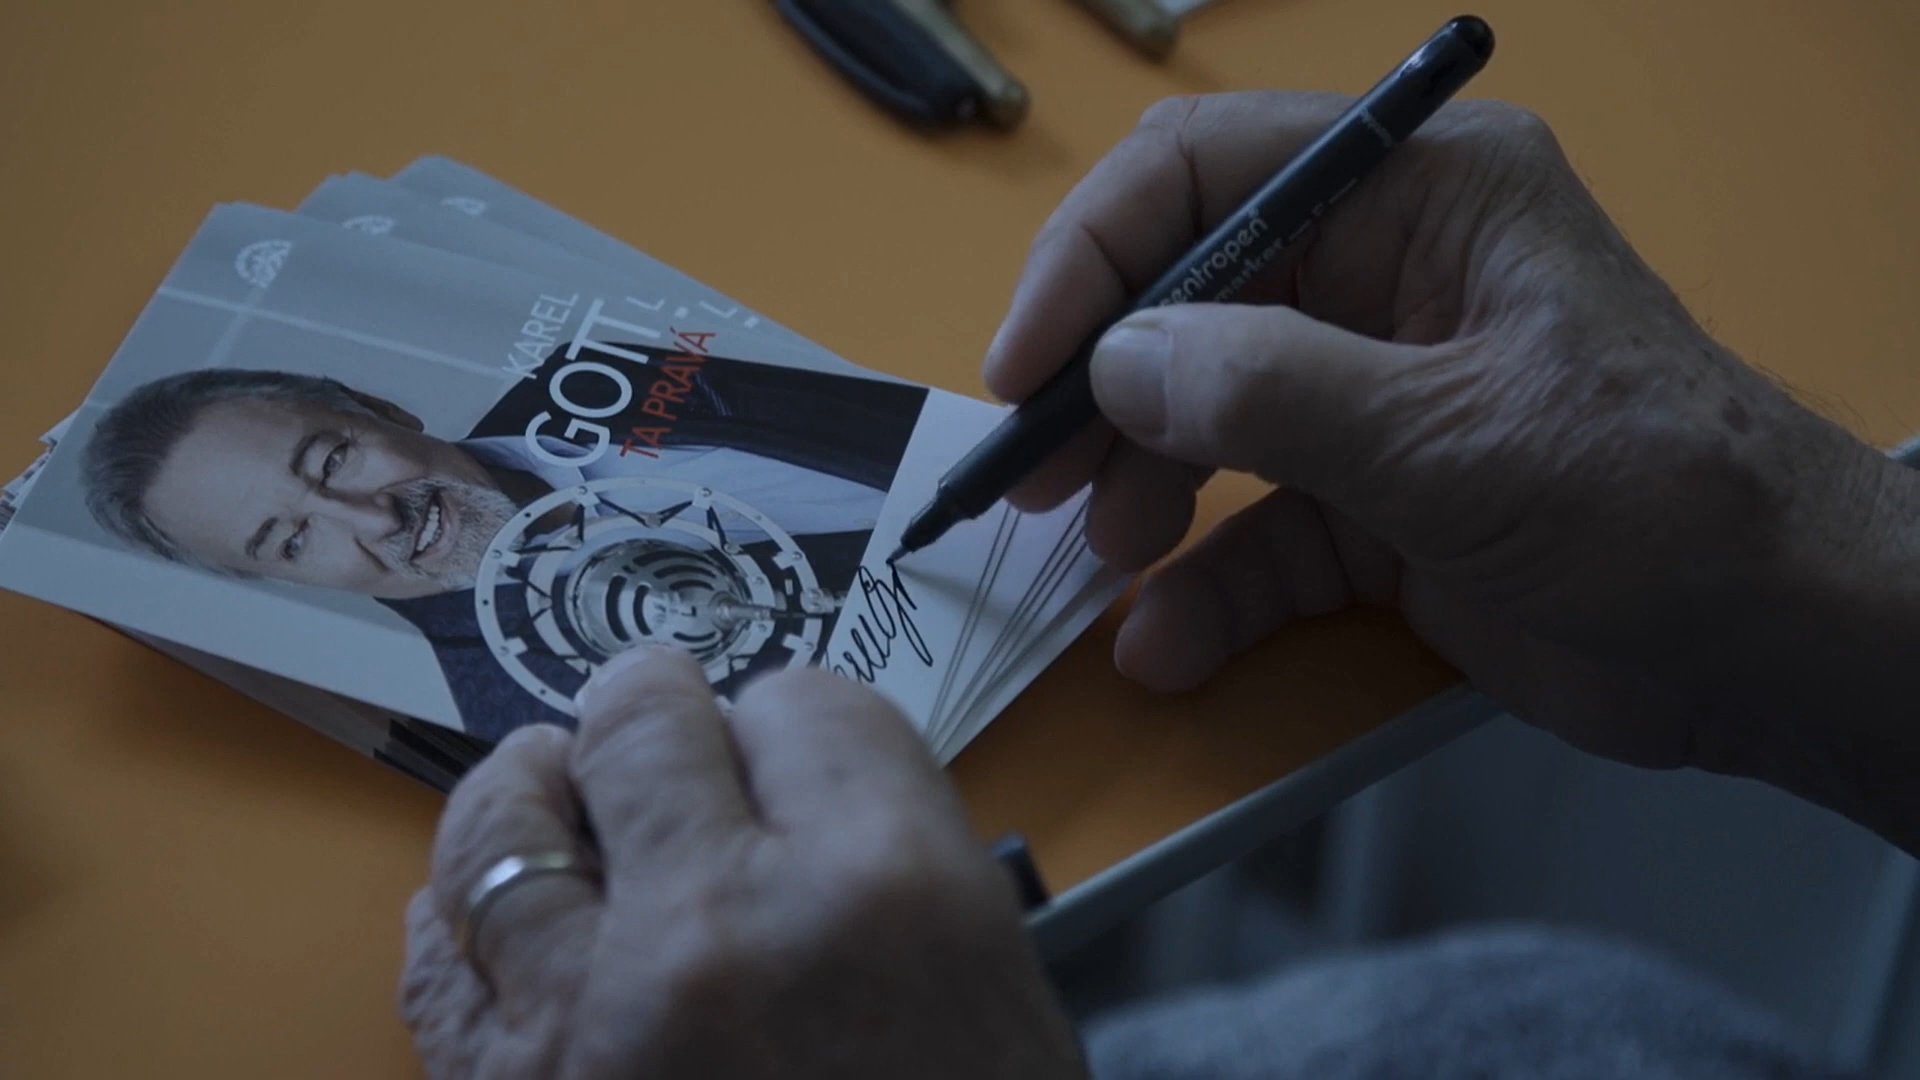 KAREL
GOTT
TA PRAVÁ
centropen
marker F